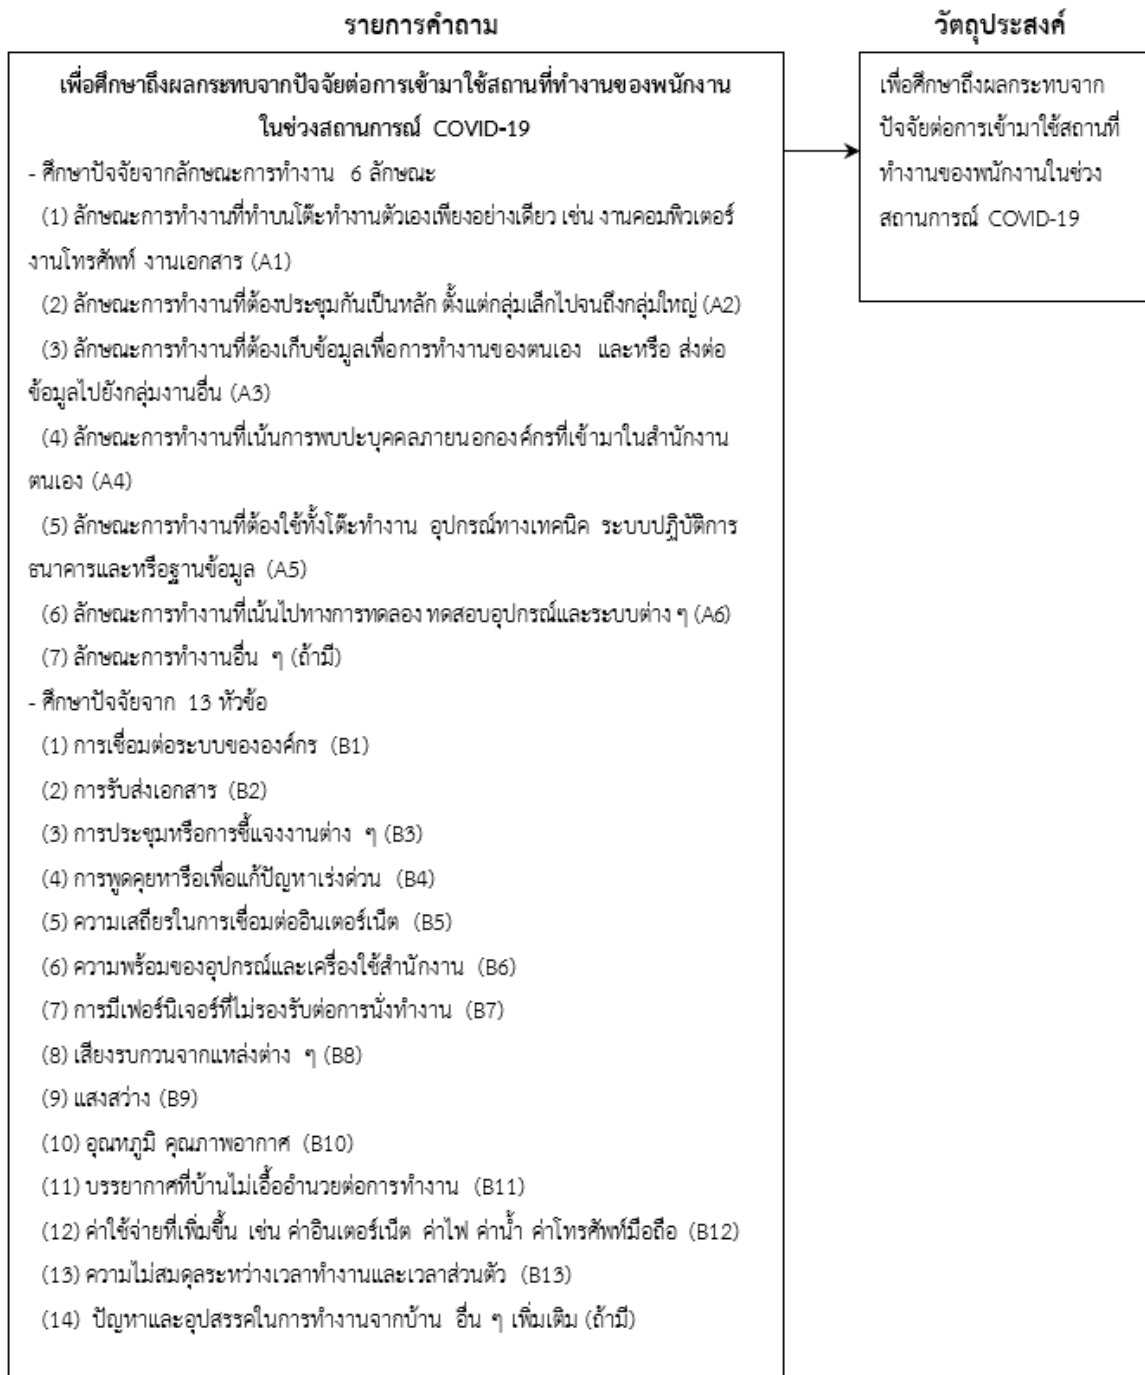 รายการคำถาม
เพื่อศึกษาถึงผลกระทบจากปัจจัยต่อการเข้ามาใช้สถานที่ทำงานของพนักงาน
ในช่วงสถานการณ์ COVID-19
- ศึกษาปัจจัยจากลักษณะการทำงาน 6 ลักษณะ
(1) ลักษณะการทำงานที่ทำบนโต๊ะทำงานตัวเองเพียงอย่างเดียว เช่น งานคอมพิวเตอร์
งานโทรศัพท์ งานเอกสาร (A1)
(2) ลักษณะการทำงานที่ต้องประชุมกันเป็นหลัก ตั้งแต่กลุ่มเล็กไปจนถึงกลุ่มใหญ่ (A2)
(3) ลักษณะการทำงานที่ต้องเก็บข้อมูลเพื่อการทำงานของตนเอง และหรือ ส่งต่อ
ข้อมูลไปยังกลุ่มงานอื่น (A3)
(4) ลักษณะการทำงานที่เน้นการพบปะบุคคลภายนอกองค์กรที่เข้ามาในสำนักงาน
ตนเอง (A4)
(5) ลักษณะการทำงานที่ต้องใช้ทั้งโต๊ะทำงาน อุปกรณ์ทางเทคนิค ระบบปฏิบัติการ
ธนาคารและหรือฐานข้อมูล (A5)
(6) ลักษณะการทำงานที่เน้นไปทางการทดลอง ทดสอบอุปกรณ์และระบบต่าง ๆ (A6)
(7) ลักษณะการทำงานอื่น ๆ (ถ้ามี)
- ศึกษาปัจจัยจาก 13 หัวข้อ
(1) การเชื่อมต่อระบบขององค์กร (B1)
(2) การรับส่งเอกสาร (B2)
(3) การประชุมหรือการชี้แจงงานต่าง ๆ (B3)
(4) การพูดคุยหารือเพื่อแก้ปัญหาเร่งด่วน (B4)
(5) ความเสถียรในการเชื่อมต่ออินเตอร์เน็ต (B5)
(6) ความพร้อมของอุปกรณ์และเครื่องใช้สำนักงาน (B6)
(7) การมีเฟอร์นิเจอร์ที่ไม่รองรับต่อการนั่งทำงาน (B7)
(8) เสียงรบกวนจากแหล่งต่าง ๆ (B8)
(9) แสงสว่าง (B9)
(10) อุณหภูมิ คุณภาพอากาศ (B10)
(11) บรรยากาศที่บ้านไม่เอื้ออำนวยต่อการทำงาน (B11)
(12) ค่าใช้จ่ายที่เพิ่มขึ้น เช่น ค่าอินเตอร์เน็ต ค่าไฟ ค่าน้ำ ค่าโทรศัพท์มือถือ (B12)
(13) ความไม่สมดุลระหว่างเวลาทำงานและเวลาส่วนตัว (B13)
(14) ปัญหาและอุปสรรคในการทำงานจากบ้าน อื่น ๆ เพิ่มเติม (ถ้ามี)
วัตถุประสงค์
เพื่อศึกษาถึงผลกระทบจาก
ปัจจัยต่อการเข้ามาใช้สถานที่
ทำงานของพนักงานในช่วง
สถานการณ์ COVID-19